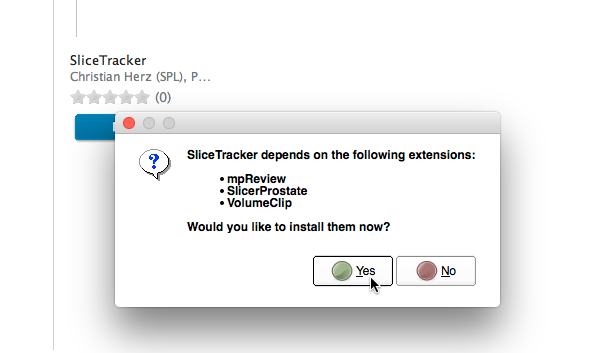 SliceTracker
Christian Herz (SPL), P...
(0)
SliceTracker depends on the following extensions:
• mpReview
• SlicerProstate
• VolumeClip
Would you like to install them now?
Yes
No